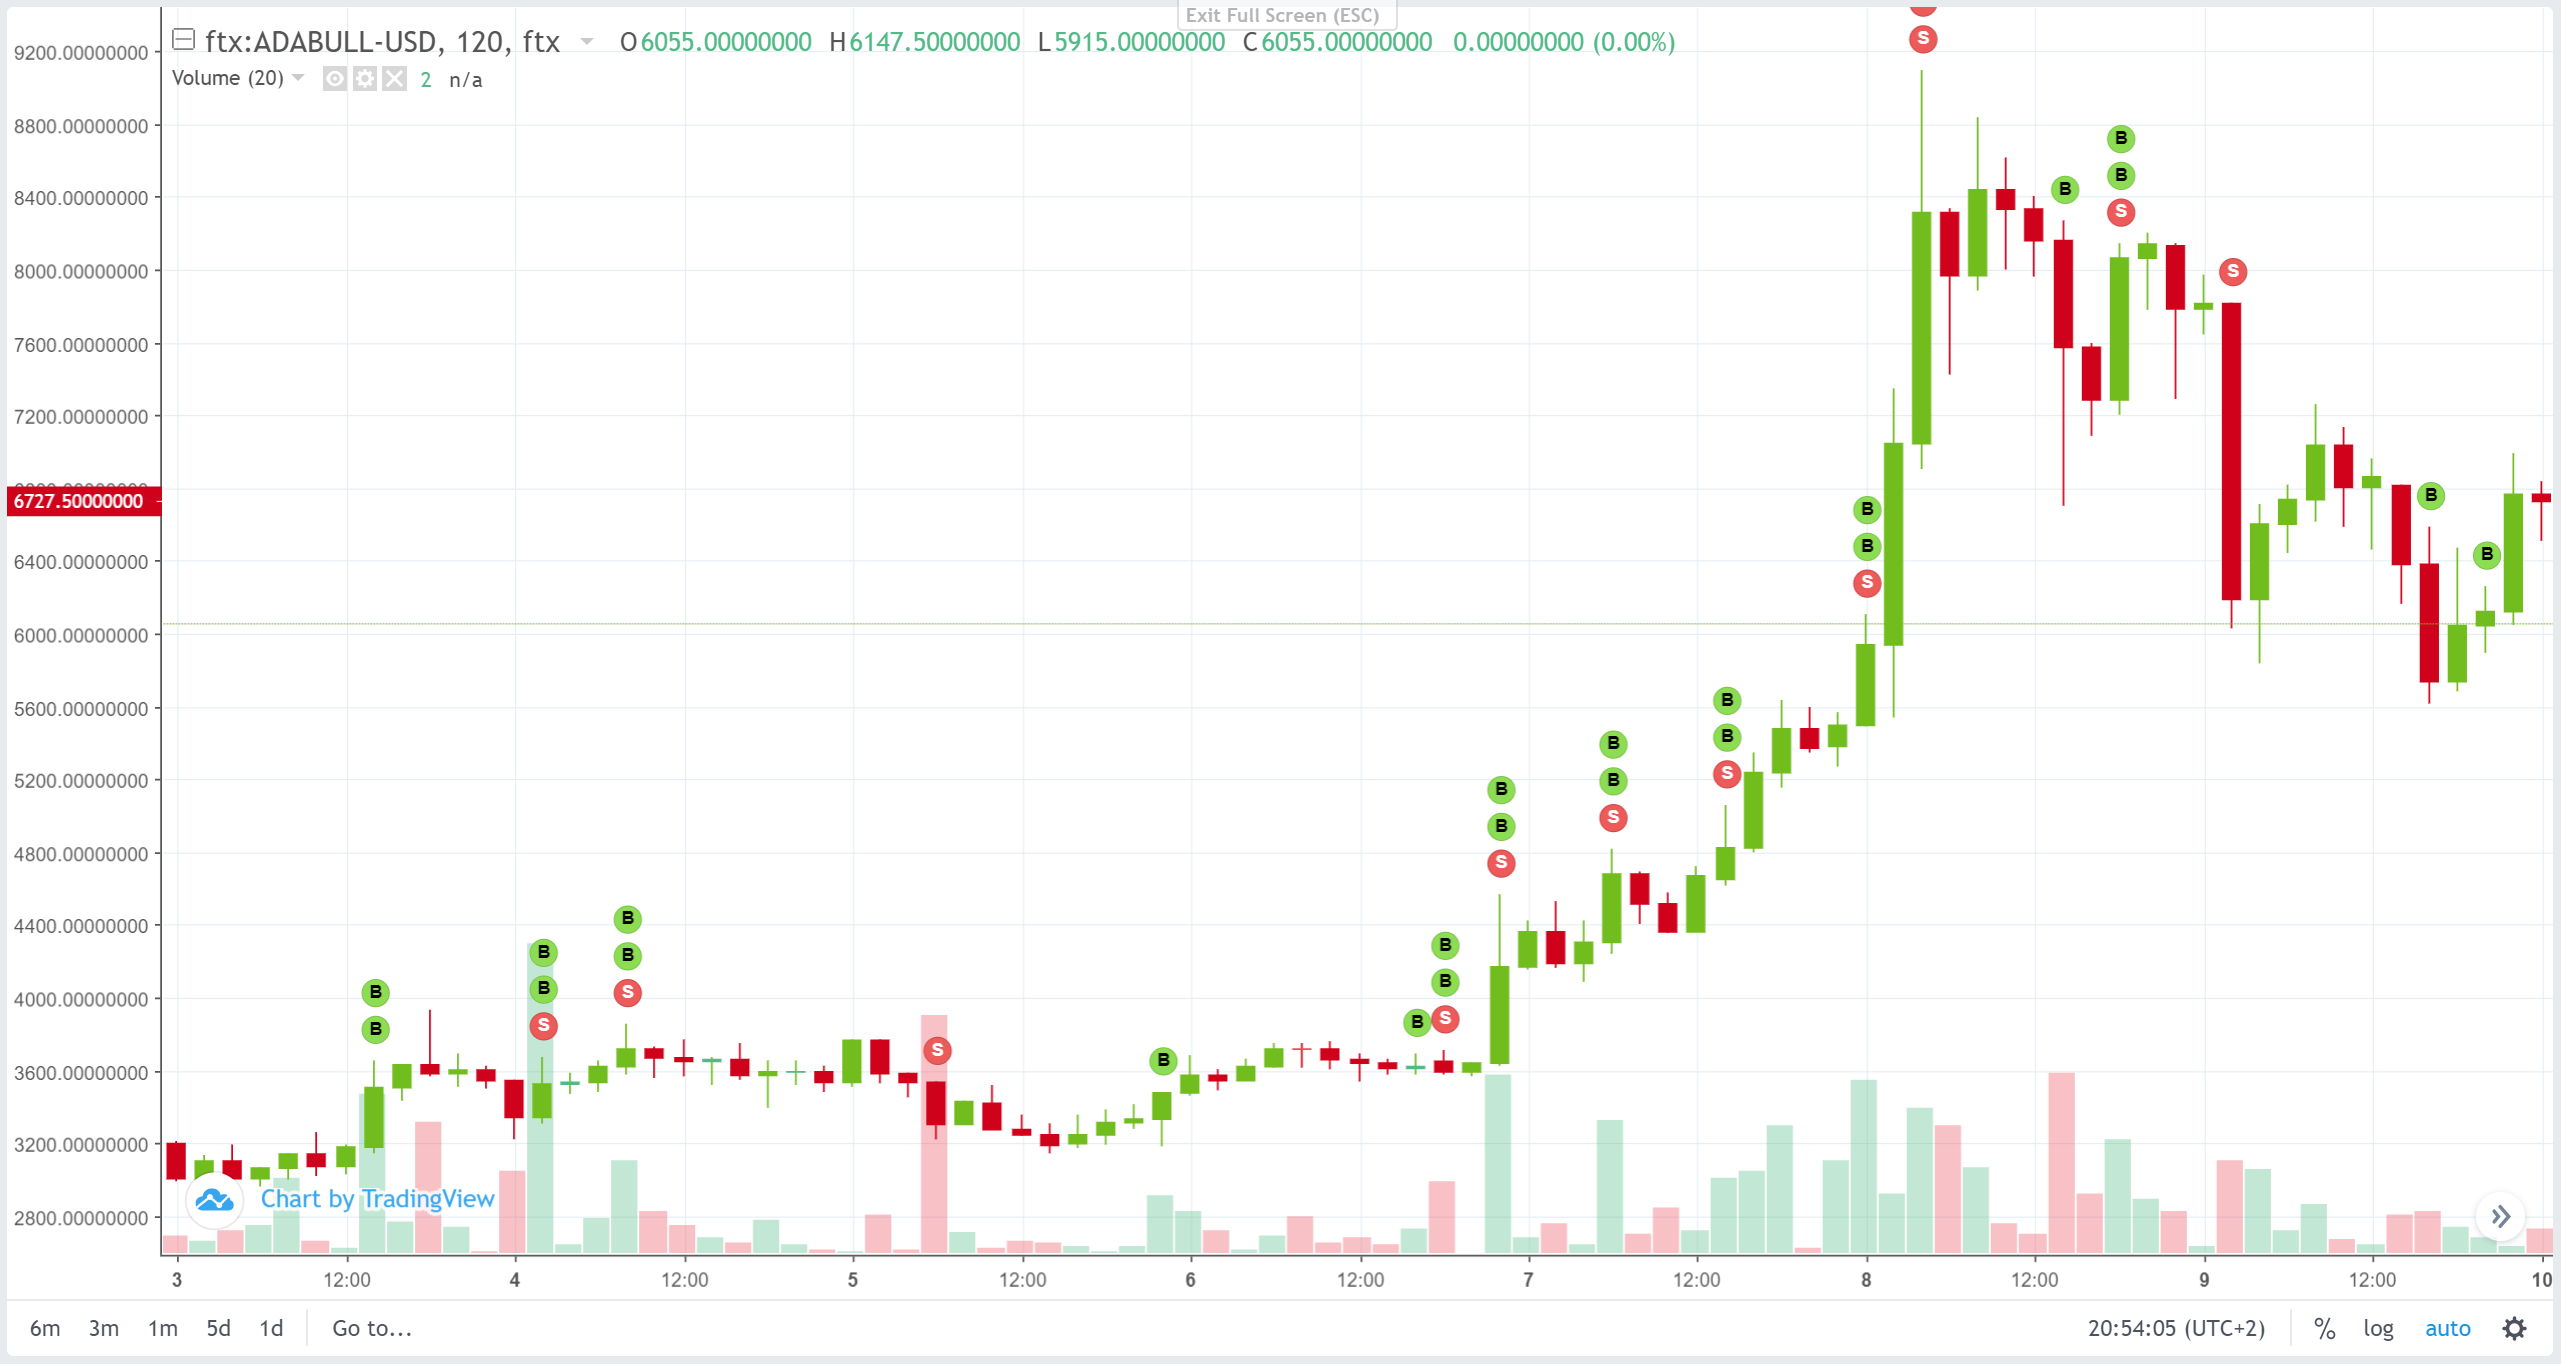 Exit Full Screen (ESC)
ftx:ADABULL-USD, 120, ftx O6055.00000000 H6147.50000000 L5915.00000000 C6055.00000000 0.00000000 (0.00%)
Volume (20) 2 n/a
9200.00000000
8800.00000000
8400.00000000
8000.00000000
7600.00000000
7200.00000000
6727.50000000
6400.00000000
6000.00000000
5600.00000000
5200.00000000
4800.00000000
4400.00000000
4000.00000000
3600.00000000
3200.00000000
2800.00000000
S
B
B B
S
S
B
B
B B
S
B
B
B
S
B
B
S
B
B
S
B
B
B
S
B
B
S
B
B
B
S
B B
S
S
B
Chart by TradingView
3 12:00 4 12:00 5 12:00 6 12:00 7 12:00 8 12:00 9 12:00 10
6m 3m 1m 5d 1d Go to... 20:54:05 (UTC+2) % log auto